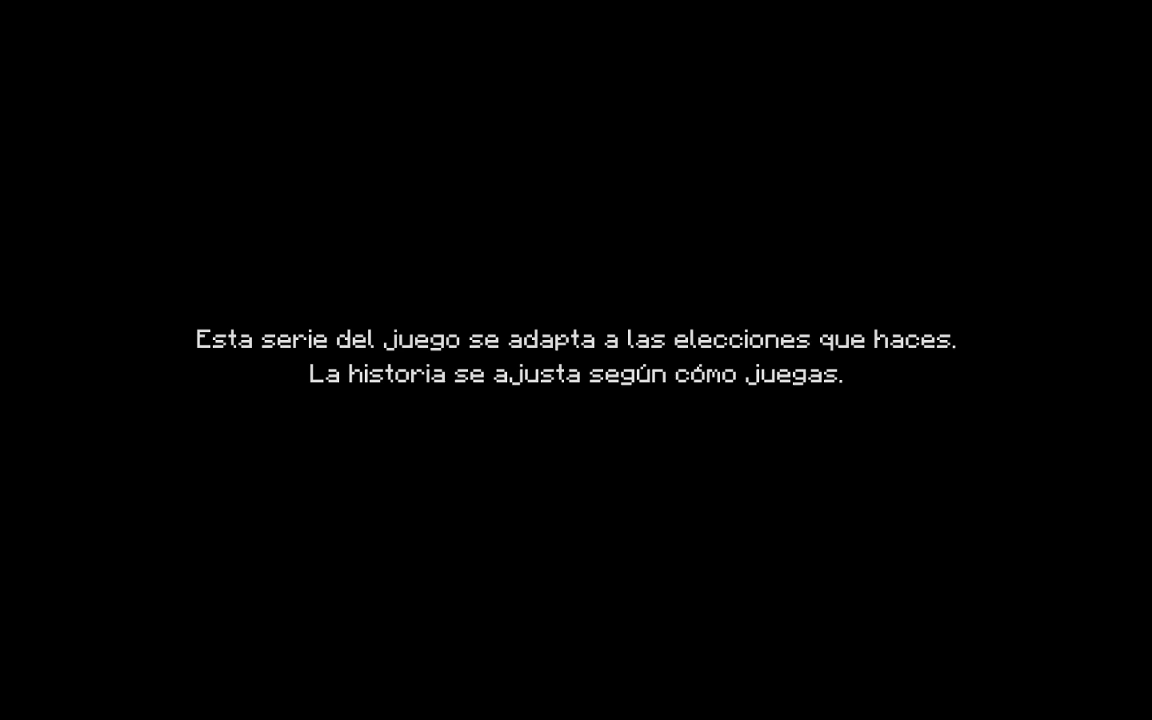 Esta serie del juego se adapta a las elecciones que haces.
La historia se ajusta según cómo juegas.